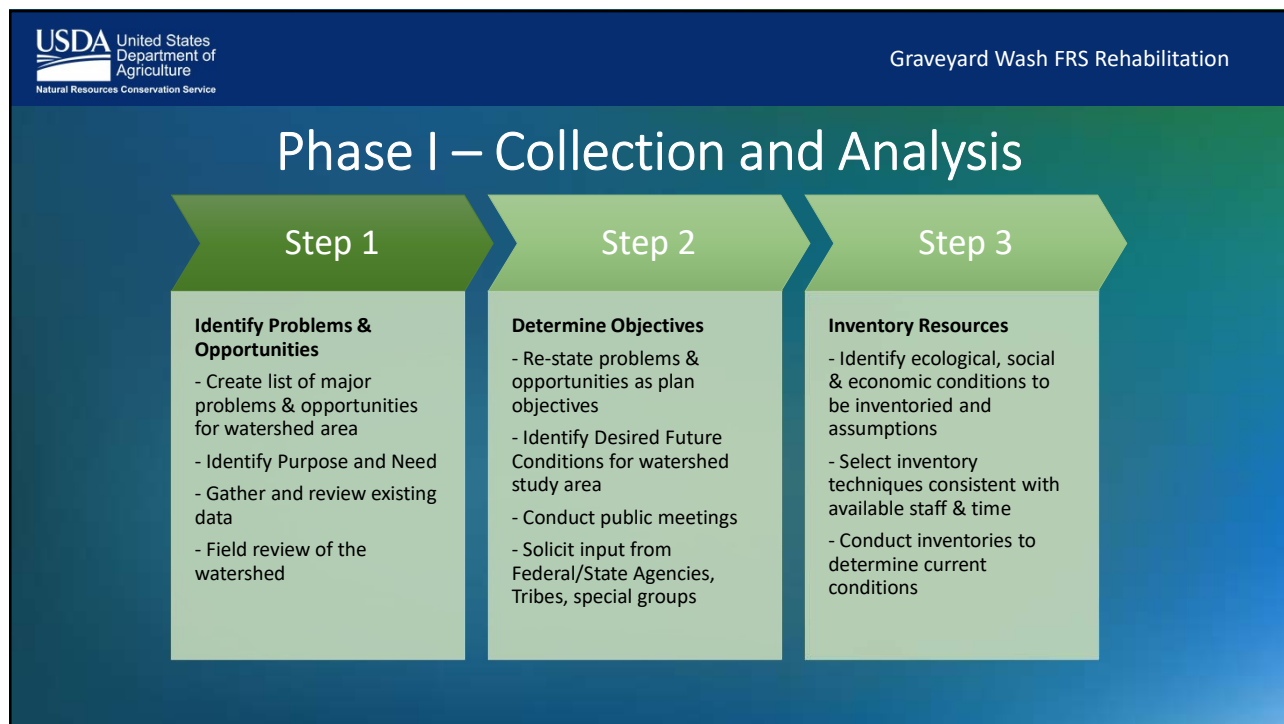 USDA
United States
Department of
Agriculture
Natural Resources Conservation Service
Graveyard Wash FRS Rehabilitation
Phase I – Collection and Analysis
Step 1
Identify Problems &
Opportunities
- Create list of major
problems & opportunities
for watershed area
- Identify Purpose and Need
- Gather and review existing
data
- Field review of the
watershed
Step 2
Determine Objectives
- Re-state problems &
opportunities as plan
objectives
- Identify Desired Future
Conditions for watershed
study area
- Conduct public meetings
- Solicit input from
Federal/State Agencies,
Tribes, special groups
Step 3
Inventory Resources
- Identify ecological, social
& economic conditions to
be inventoried and
assumptions
- Select inventory
techniques consistent with
available staff & time
- Conduct inventories to
determine current
conditions